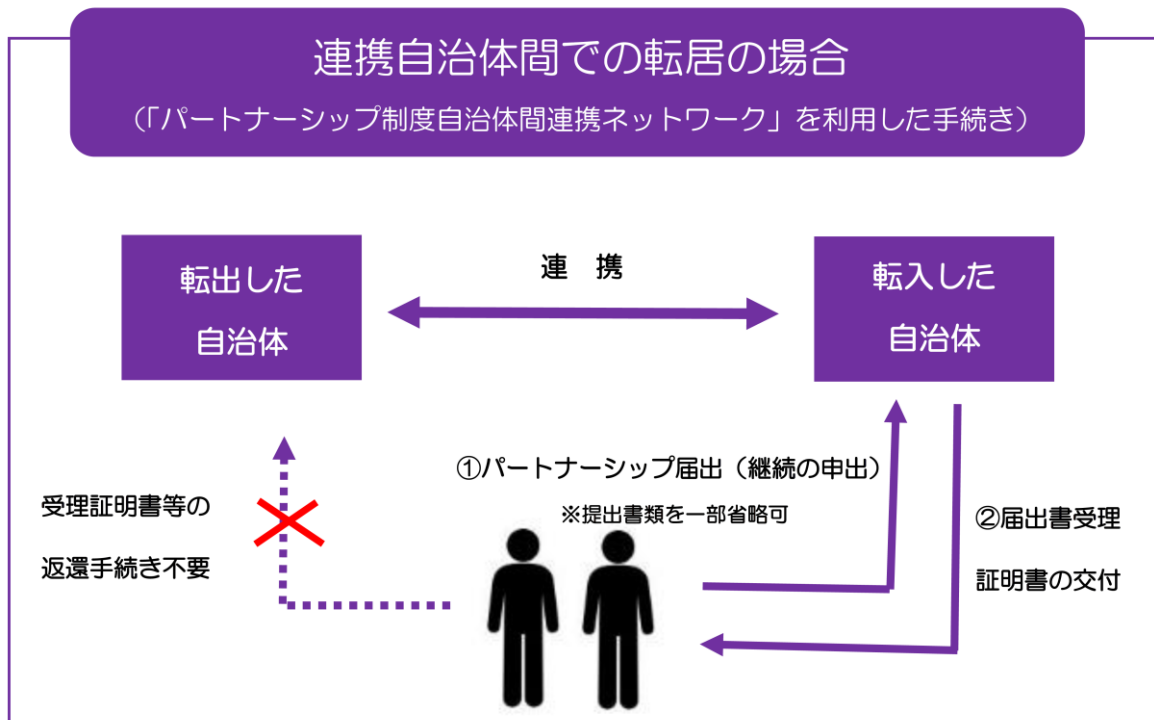 連携自治体間での転居の場合
（「パートナーシップ制度自治体間連携ネットワーク」を利用した手続き）
転出した
自治体
連　携
転入した
自治体
①パートナーシップ届出（継続の申出）
※提出書類を一部省略可
受理証明書等の
返還手続き不要
②届出書受理
証明書の交付